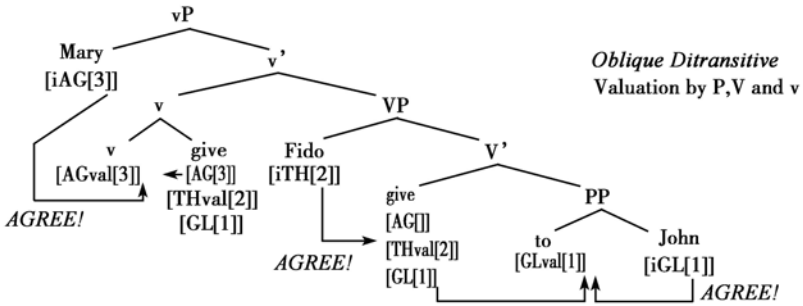 vP
Mary v'
[iAG[3]]
Oblique Ditransitive
Valuation by P,V and v
v VP
v give Fido V'
[AGval[3]] [AG[3]] [iTH[2]]
[THval[2]] give PP
[GL[1]] [AG[]] to John
AGREE! [THval[2]] [GLval[1]] [iGL[1]]
AGREE! [GL[1]] AGREE!